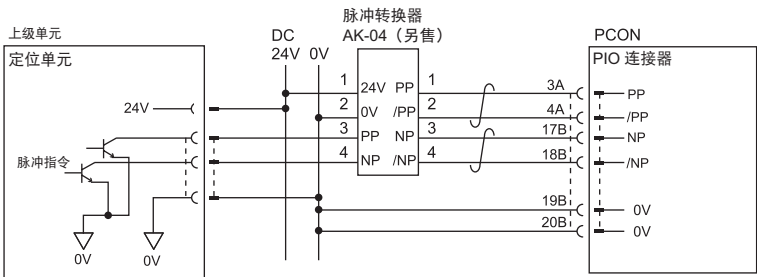 上级单元
定位单元
24V
脉冲指令
0V
0V
DC
24V 0V
脉冲转换器
AK-04（另售）
1 24V PP 1
2 0V /PP 2
3 PP NP 3
4 NP /NP 4
PCON
PIO 连接器
3A PP
4A /PP
17B NP
18B /NP
19B 0V
20B 0V